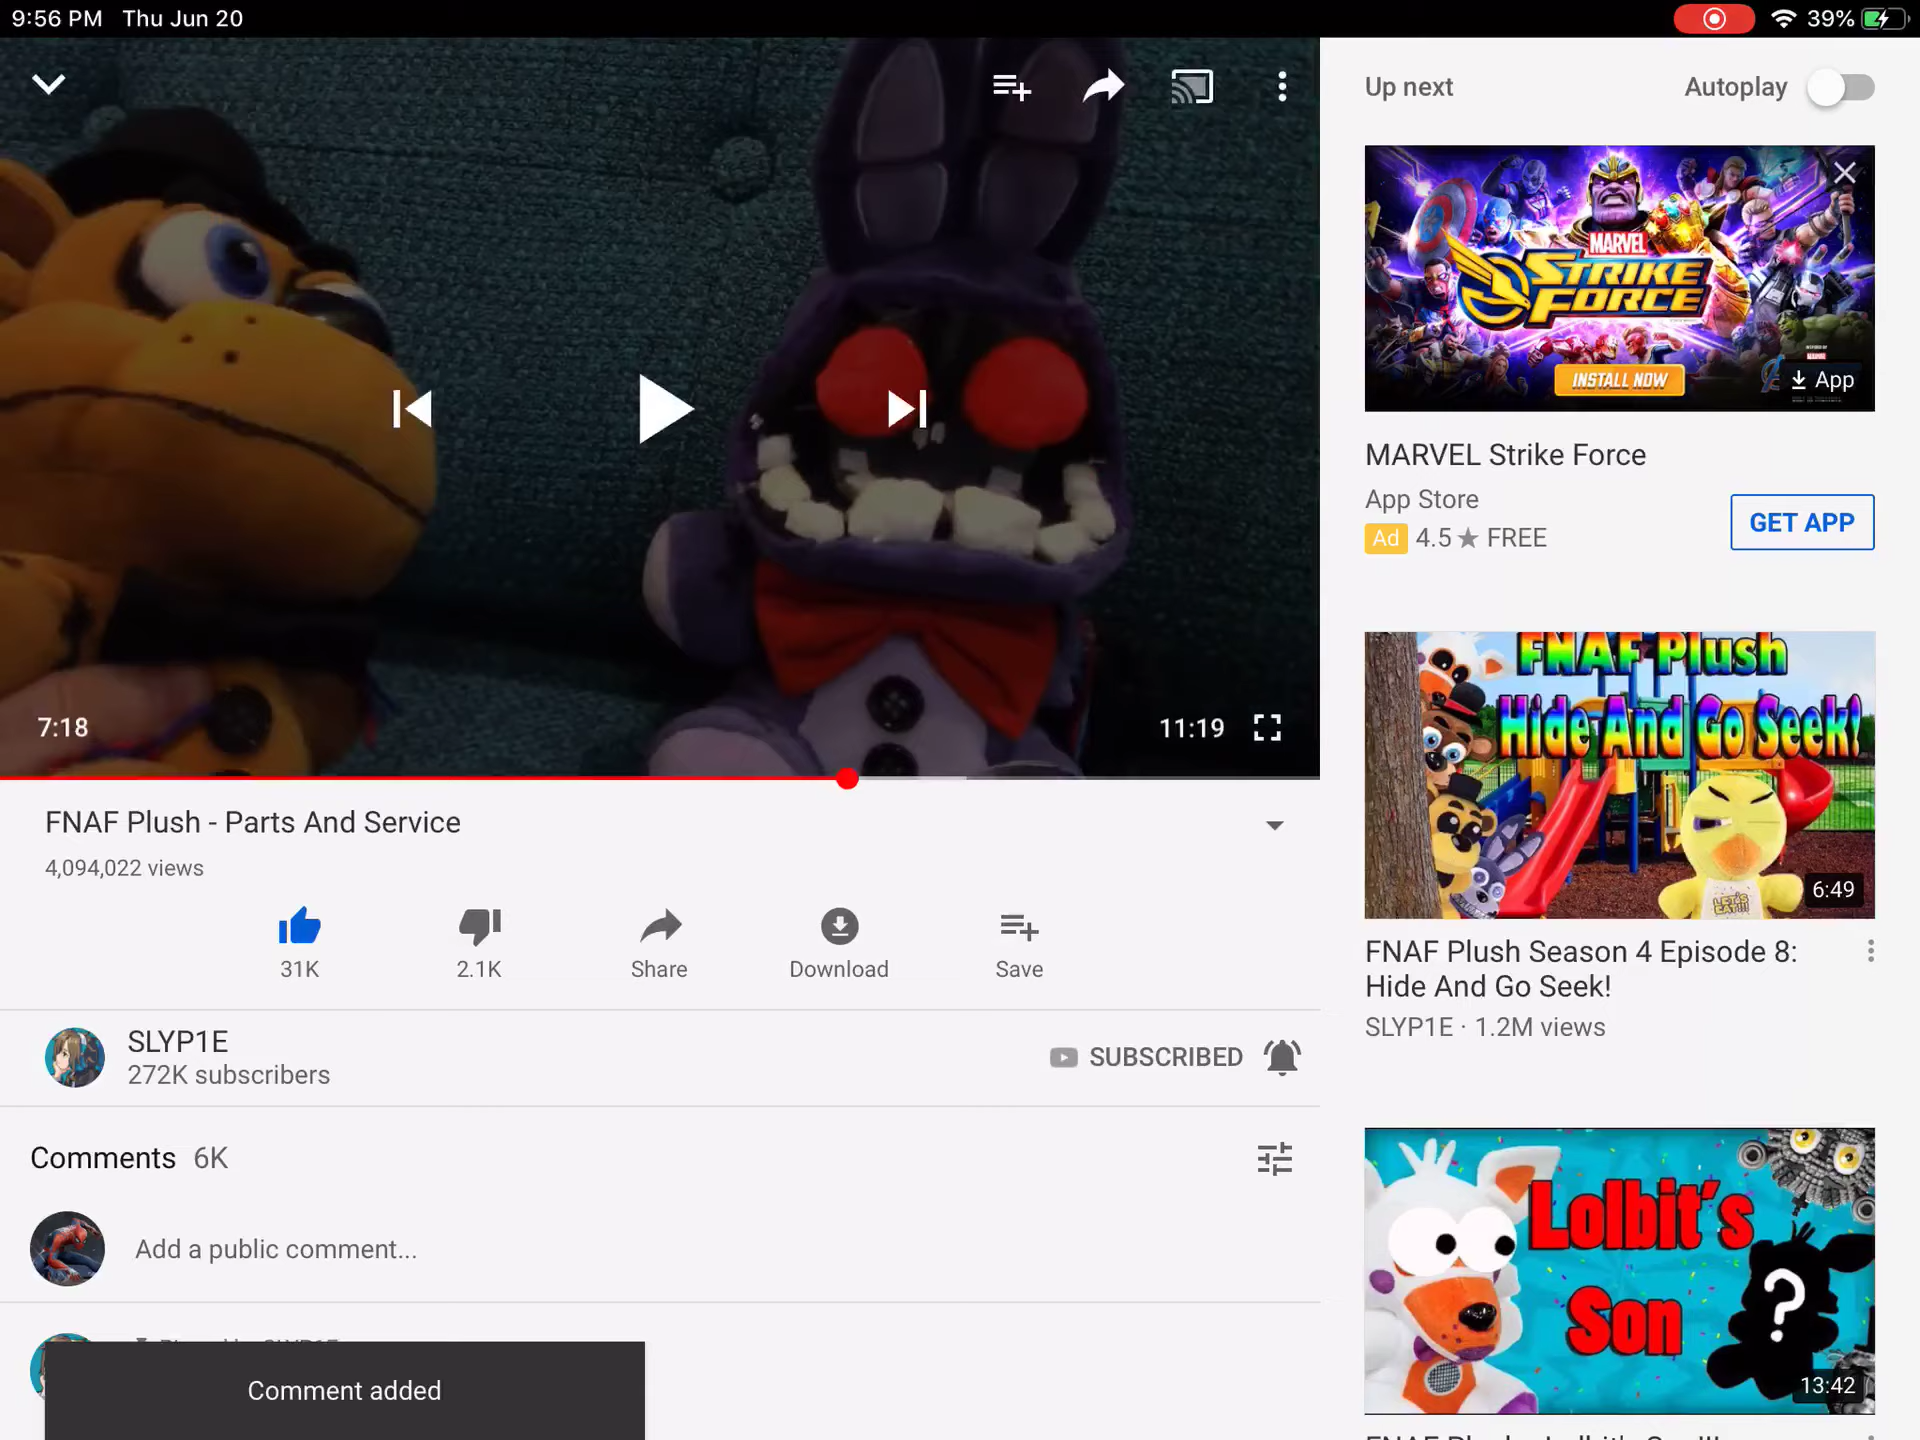 9:56 PM Thu Jun 20
39%
7:18
11:19
FNAF Plush - Parts And Service
4,094,022 views
31K
2.1K
Share
Download
Save
SLYP1E
272K subscribers
SUBSCRIBED
Comments 6K
Add a public comment...
Comment added
Up next
Autoplay
MARVEL
STRIKE
FORCE
INSTALL NOW
App
MARVEL Strike Force
App Store
Ad 4.5 ★ FREE
GET APP
FNAF Plush
Hide And Go Seek!
LET'S
EAT!!!
6:49
FNAF Plush Season 4 Episode 8:
Hide And Go Seek!
SLYP1E · 1.2M views
Lolbit's
Son
?
13:42